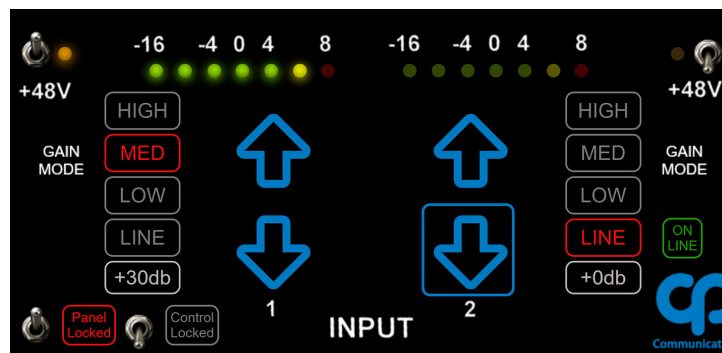 -16 -4 0 4 8
-16 -4 0 4 8
+48V
+48V
HIGH
HIGH
GAIN
MODE
MED
MED
GAIN
MODE
LOW
LOW
LINE
LINE
ON
LINE
+30db
+0db
Panel
Locked
Control
Locked
1
INPUT
2